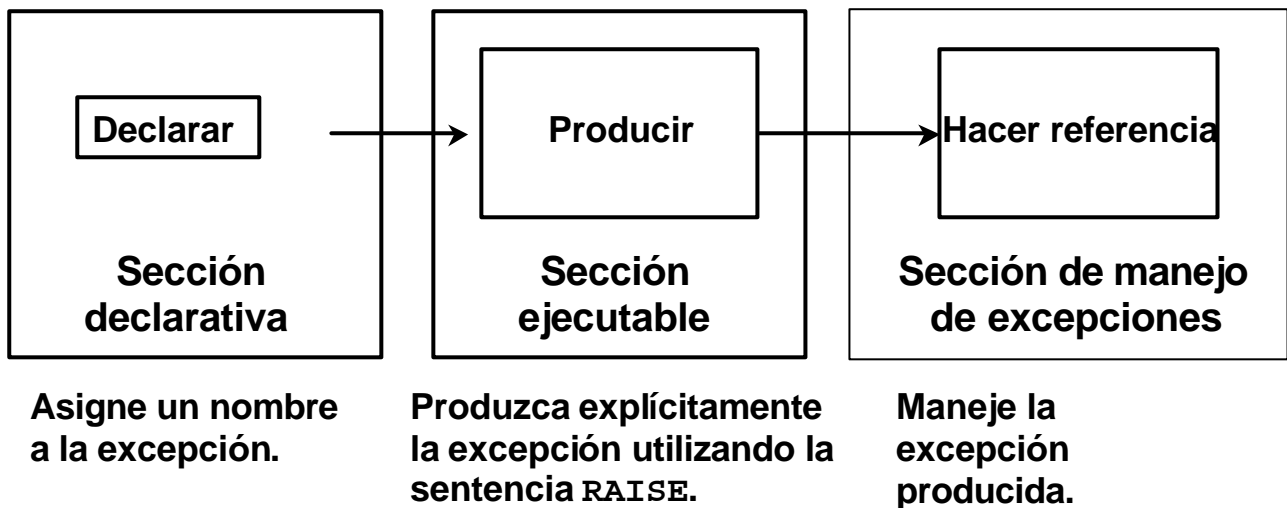 Declarar
Producir
Hacer referencia
Sección
declarativa
Sección
ejecutable
Sección de manejo
de excepciones
Asigne un nombre
a la excepción.
Produzca explícitamente
la excepción utilizando la
sentencia RAISE.
Maneje la
excepción
producida.